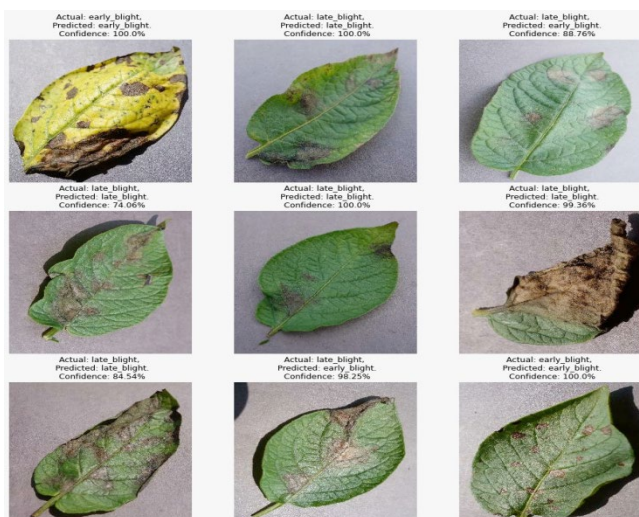 Actual: early_blight,
Predicted: early_blight.
Confidence: 100.0%
Actual: late_blight,
Predicted: late_blight.
Confidence: 100.0%
Actual: late_blight,
Predicted: early_blight.
Confidence: 88.76%
Actual: late_blight,
Predicted: late_blight.
Confidence: 74.06%
Actual: late_blight,
Predicted: late_blight.
Confidence: 100.0%
Actual: late_blight,
Predicted: late_blight.
Confidence: 99.36%
Actual: late_blight,
Predicted: late_blight.
Confidence: 84.54%
Actual: late_blight,
Predicted: early_blight.
Confidence: 98.25%
Actual: early_blight,
Predicted: early_blight.
Confidence: 100.0%